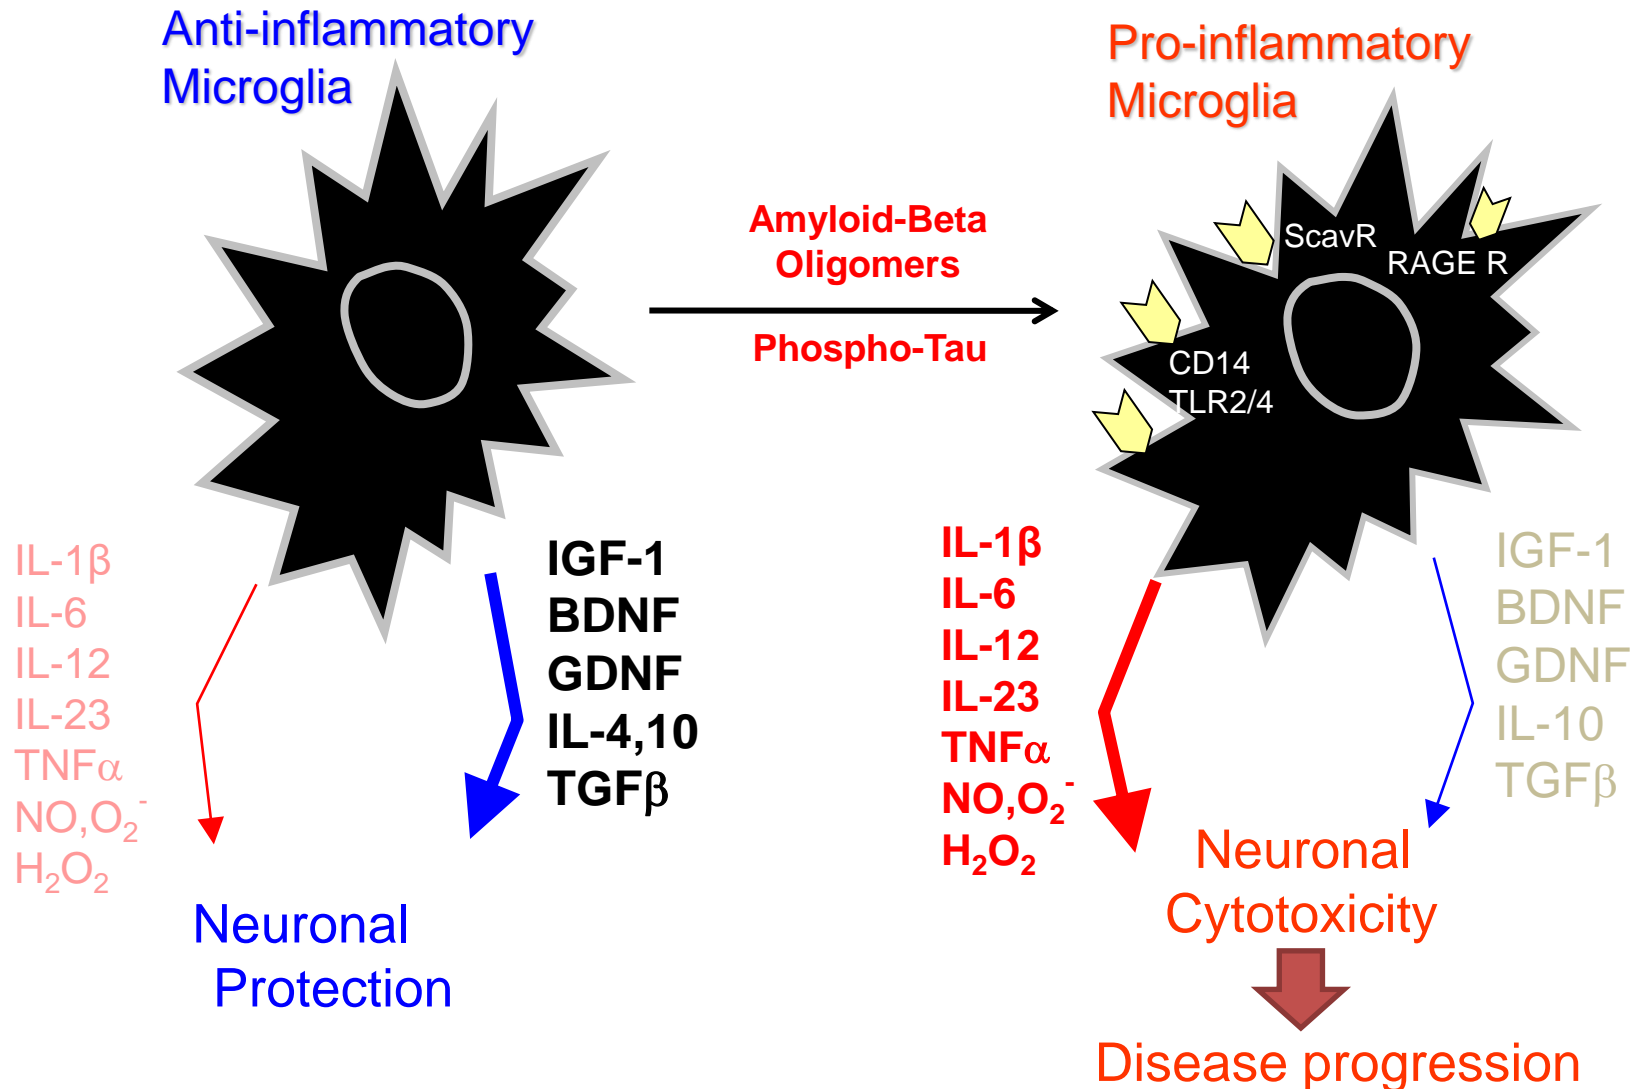 Anti-inflammatory
Microglia
Pro-inflammatory
Microglia
Amyloid-Beta
Oligomers
Phospho-Tau
ScavR
RAGE R
CD14
TLR2/4
IL-1β
IL-6
IL-12
IL-23
TNFα
NO,O₂⁻
H₂O₂
IGF-1
BDNF
GDNF
IL-4,10
TGFβ
Neuronal
Protection
IL-1β
IL-6
IL-12
IL-23
TNFα
NO,O₂⁻
H₂O₂
IGF-1
BDNF
GDNF
IL-10
TGFβ
Neuronal
Cytotoxicity
Disease progression